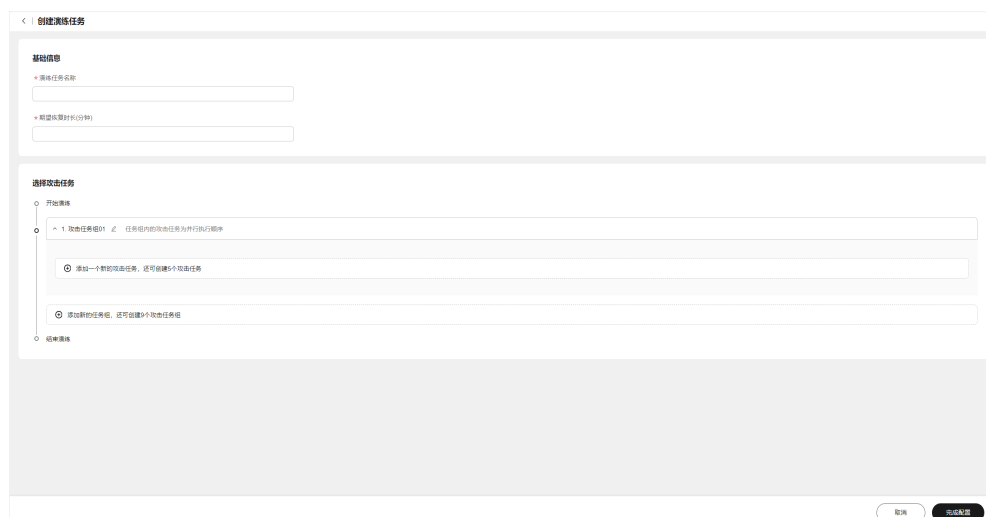 创建演练任务
基础信息
* 演练任务名称
* 期望恢复时长(分钟)
选择攻击任务
开始演练
1. 攻击任务组01 任务组内的攻击任务为并行执行顺序
添加一个新的攻击任务，还可创建5个攻击任务
添加新的任务组，还可创建9个攻击任务组
结束演练
取消 完成配置